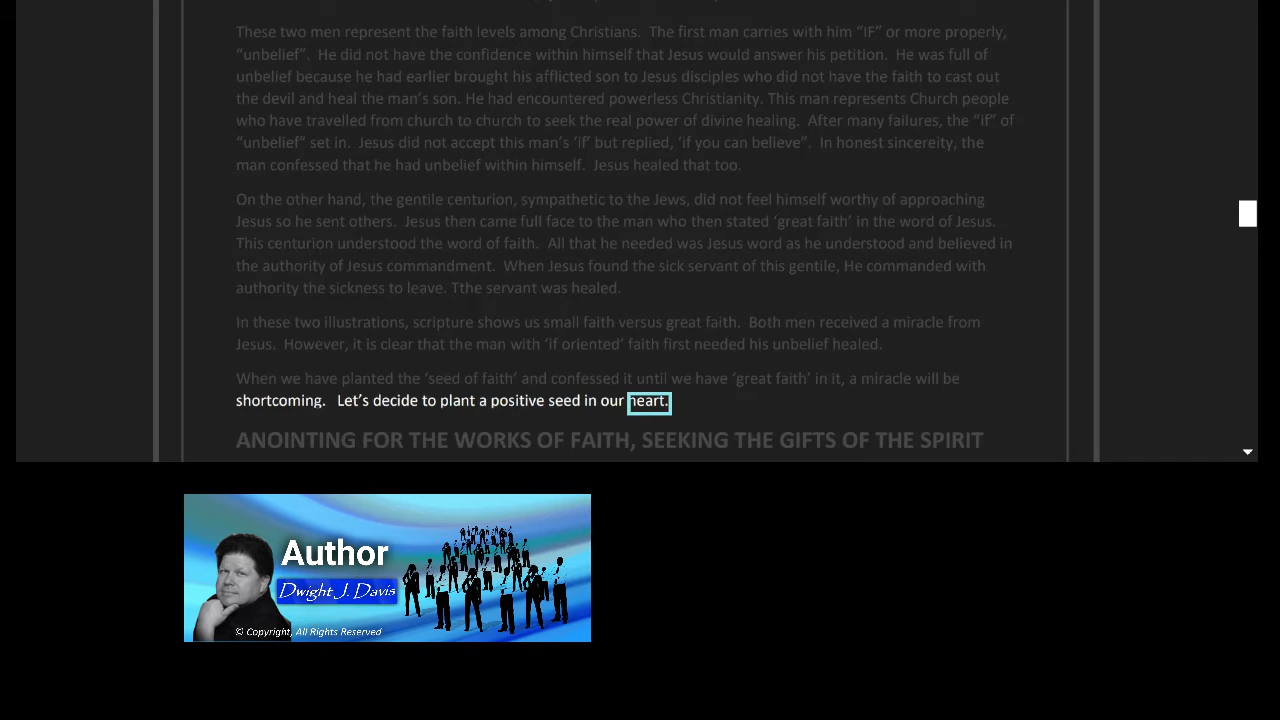 These two men represent the faith levels among Christians.  The first man carries with him “IF” or more properly,
“unbelief”.  He did not have the confidence within himself that Jesus would answer his petition.  He was full of
unbelief because he had earlier brought his afflicted son to Jesus disciples who did not have the faith to cast out
the devil and heal the man’s son. He had encountered powerless Christianity. This man represents Church people
who have travelled from church to church to seek the real power of divine healing.  After many failures, the “if” of
“unbelief” set in.  Jesus did not accept this man’s ‘if’ but replied, ‘if you can believe”.  In honest sincereity, the
man confessed that he had unbelief within himself.  Jesus healed that too.
On the other hand, the gentile centurion, sympathetic to the Jews, did not feel himself worthy of approaching
Jesus so he sent others.  Jesus then came full face to the man who then stated ‘great faith’ in the word of Jesus.
This centurion understood the word of faith.  All that he needed was Jesus word as he understood and believed in
the authority of Jesus commandment.  When Jesus found the sick servant of this gentile, He commanded with
authority the sickness to leave. Tthe servant was healed.
In these two illustrations, scripture shows us small faith versus great faith.  Both men received a miracle from
Jesus.  However, it is clear that the man with ‘if oriented’ faith first needed his unbelief healed.
When we have planted the ‘seed of faith’ and confessed it until we have ‘great faith’ in it, a miracle will be
shortcoming.   Let’s decide to plant a positive seed in our heart.
ANOINTING FOR THE WORKS OF FAITH, SEEKING THE GIFTS OF THE SPIRIT
Author
Dwight J. Davis
© Copyright, All Rights Reserved